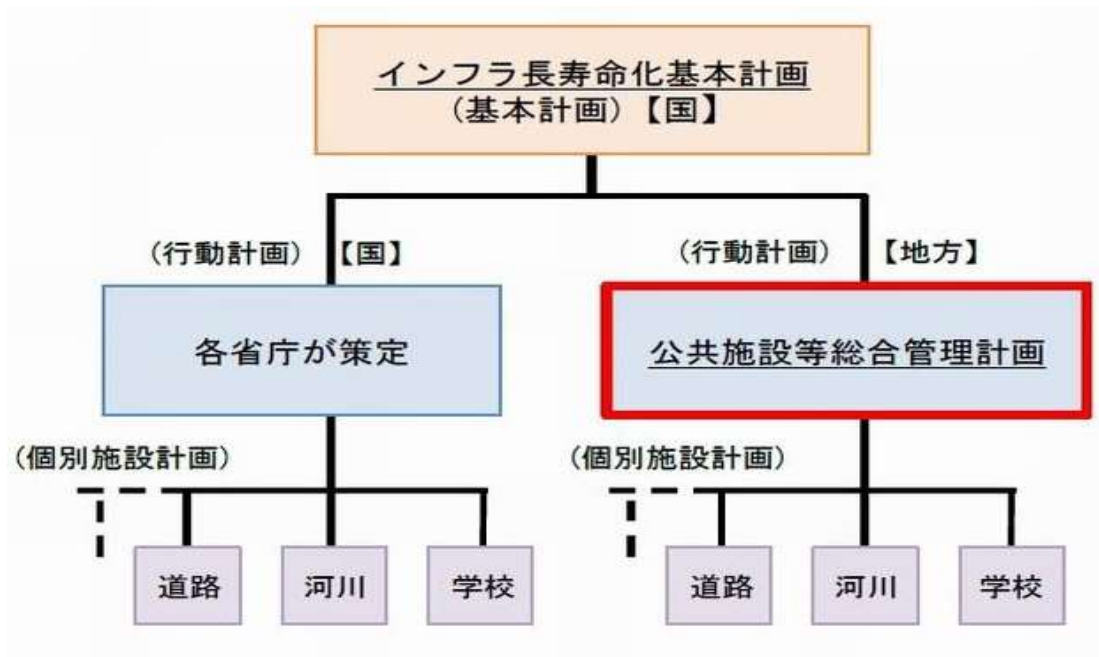 インフラ長寿命化基本計画
(基本計画)【国】
(行動計画) 【国】
(行動計画) 【地方】
各省庁が策定
公共施設等総合管理計画
(個別施設計画)
(個別施設計画)
道路
河川
学校
道路
河川
学校